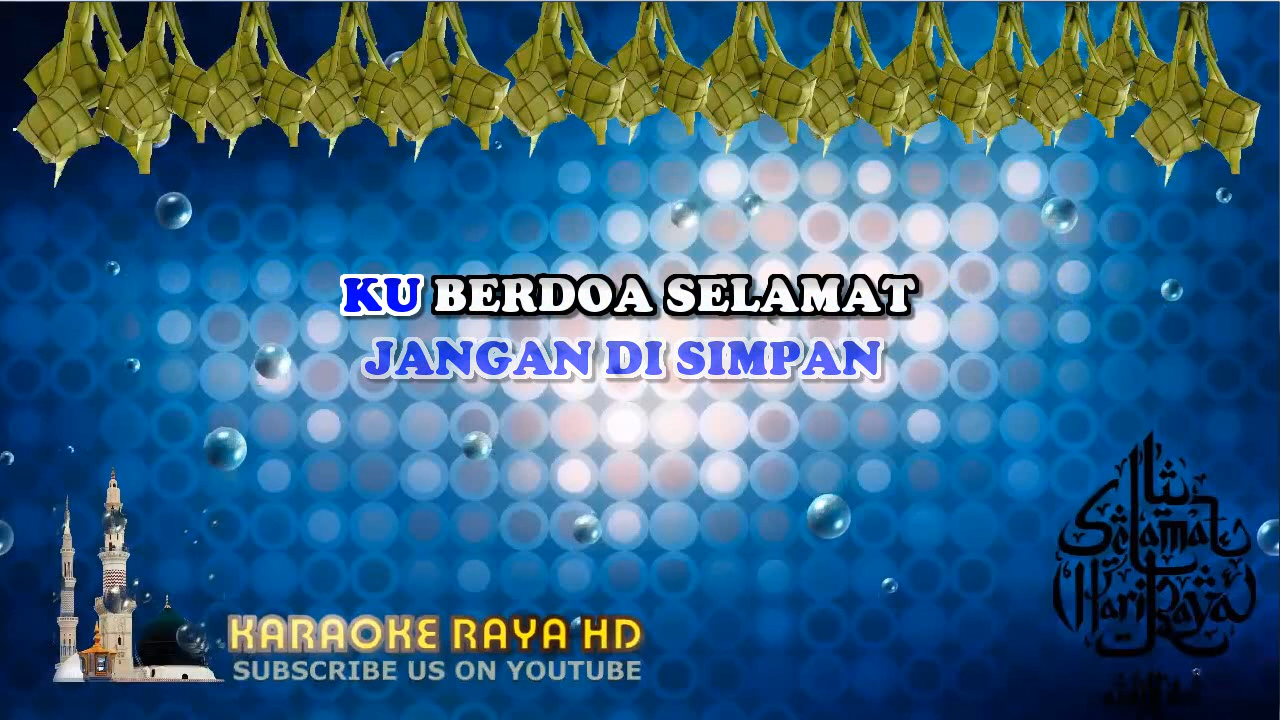 KU BERDOA SELAMAT
JANGAN DI SIMPAN
Selamat
Hari Raya
KARAOKE RAYA HD
SUBSCRIBE US ON YOUTUBE